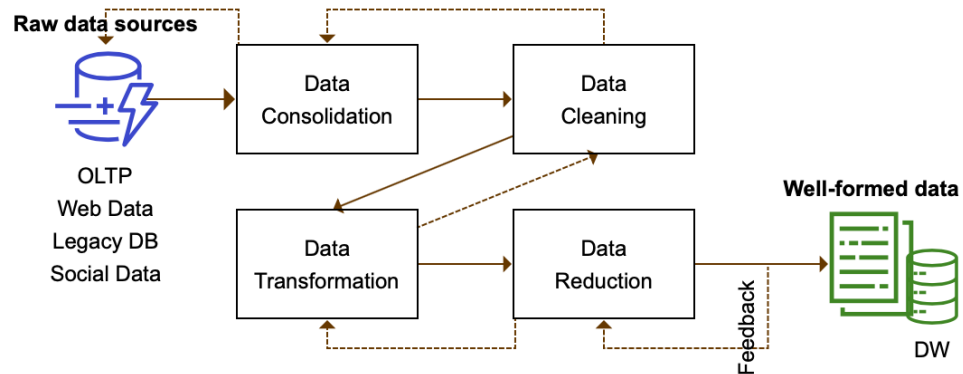 Raw data sources
OLTP
Web Data
Legacy DB
Social Data
Data
Consolidation
Data
Cleaning
Data
Transformation
Data
Reduction
Feedback
Well-formed data
DW